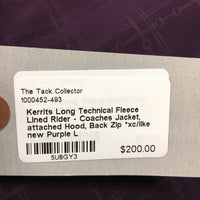 The Tack Collector
1000452-493
Kerrits Long Technical Fleece
Lined Rider - Coaches Jacket,
attached Hood, Back Zip *xc/like
new Purple L
5U8GY3
$200.00